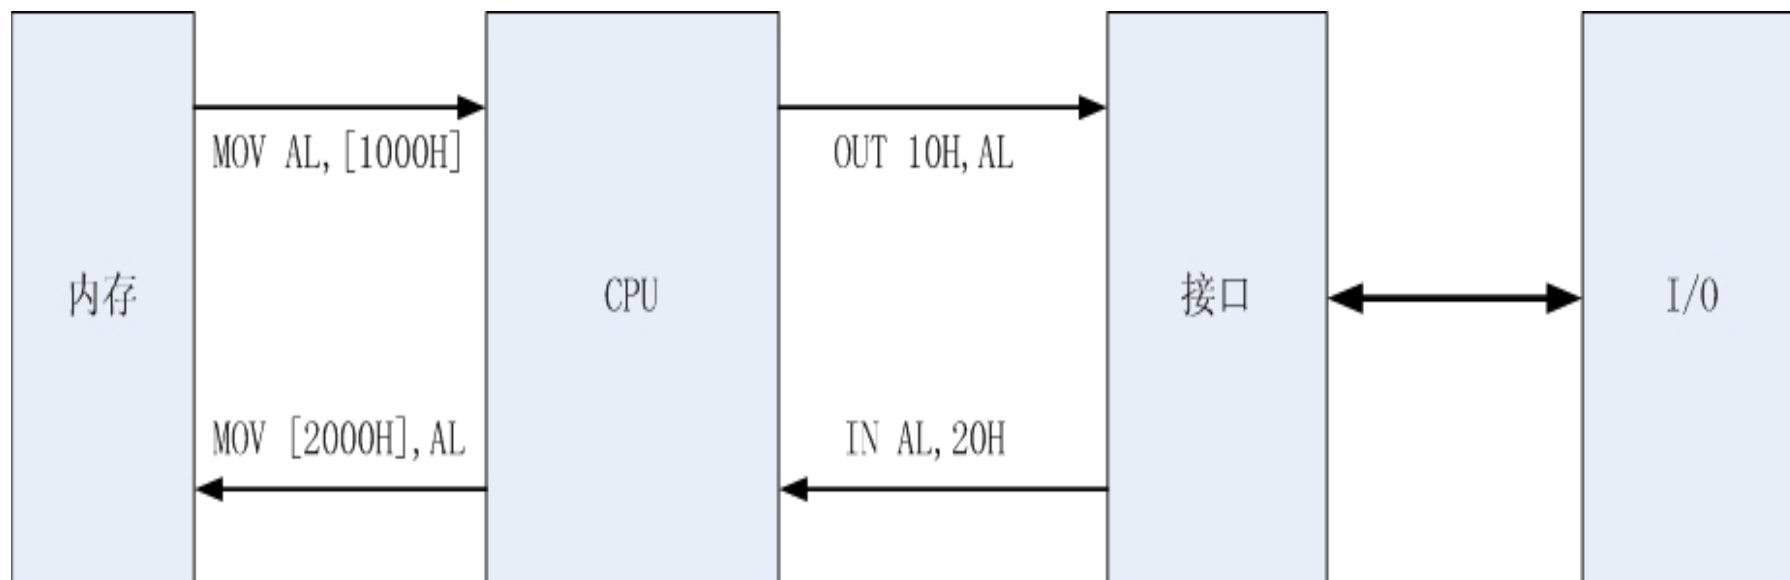 MOV AL,[1000H]
OUT 10H,AL
内存
CPU
接口
I/O
MOV [2000H],AL
IN AL,20H